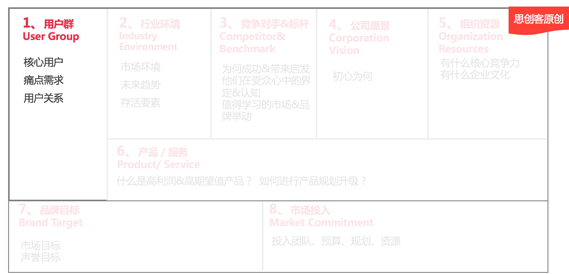 思创客原创
1、 用户群
User Group
核心用户
痛点需求
用户关系
2、 行业环境
Industry
Environment
市场环境
未来趋势
存活要素
3、 竞争对手&标杆
Competitor&
Benchmark
为何成功&带来启发
他们在受众心中的界
定&认知
值得学习的市场&品
牌举动
4、 公司愿景
Corporation
Vision
初心为何
5、 组织资源
Organization
Resources
有什么核心竞争力
有什么企业文化
6、 产品 / 服务
Product/ Service
什么是高利润&高期望值产品？ 如何进行产品规划升级？
7、 品牌目标
Brand Target
市场目标
声誉目标
8、 市场投入
Market Commitment
投入团队、预算、规划、资源